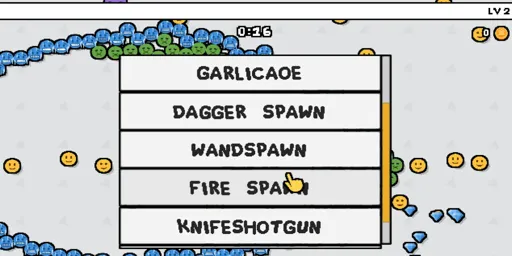 LV 2
0:16
0
GARLICAOE
DAGGER SPAWN
WANDSPAWN
FIRE SPAWN
KNIFESHOTGUN